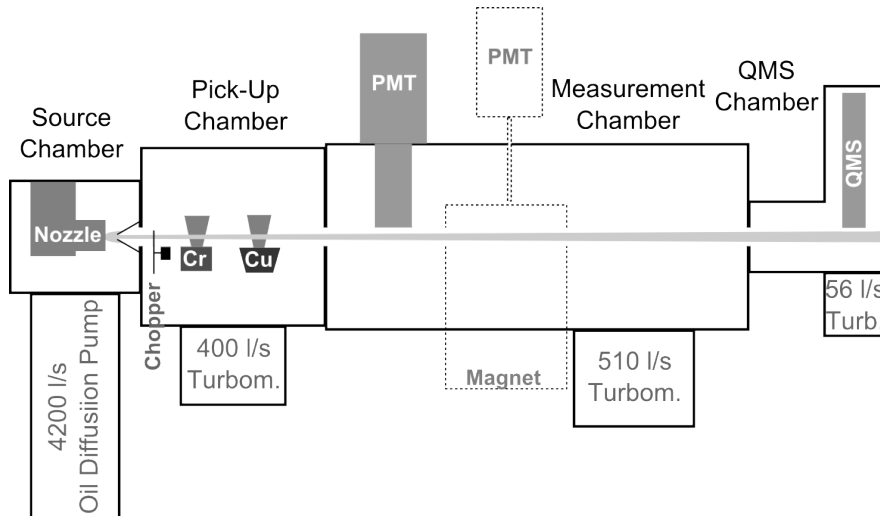 Source
Chamber
Pick-Up
Chamber
PMT
PMT
Measurement
Chamber
QMS
Chamber
QMS
Nozzle
Cr
Cu
Chopper
Magnet
4200 l/s
Oil Diffusiion Pump
400 l/s
Turbom.
510 l/s
Turbom.
56 l/s
Turb.